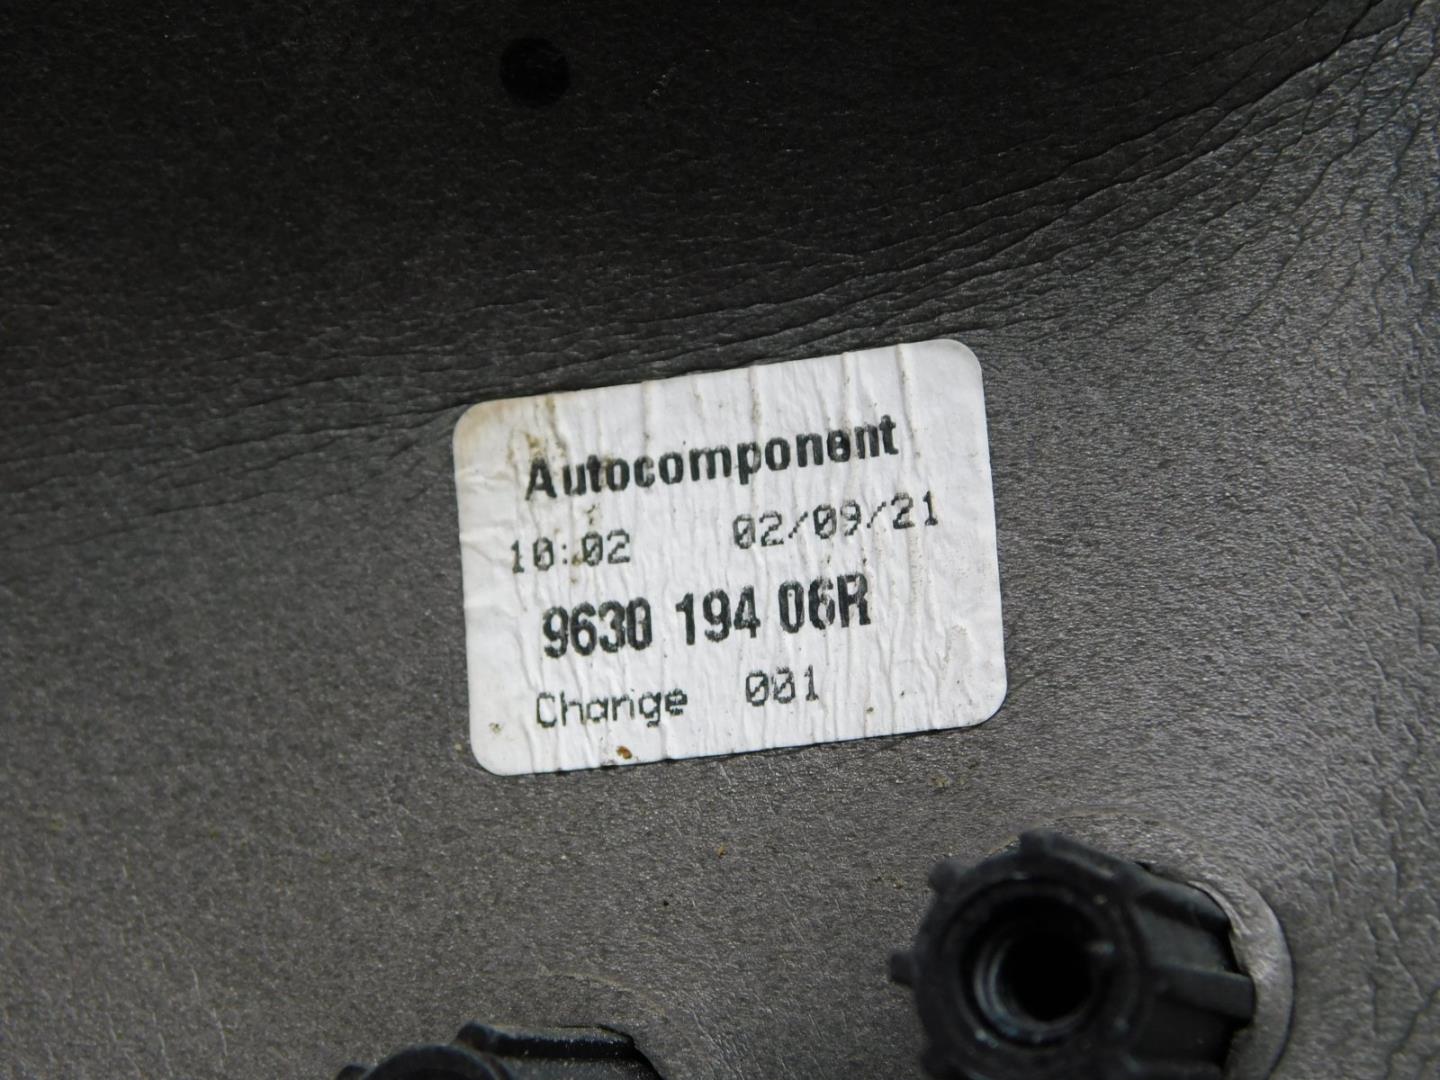 Autocomponent
10:02 02/09/21
9630 194 06R
Change 001